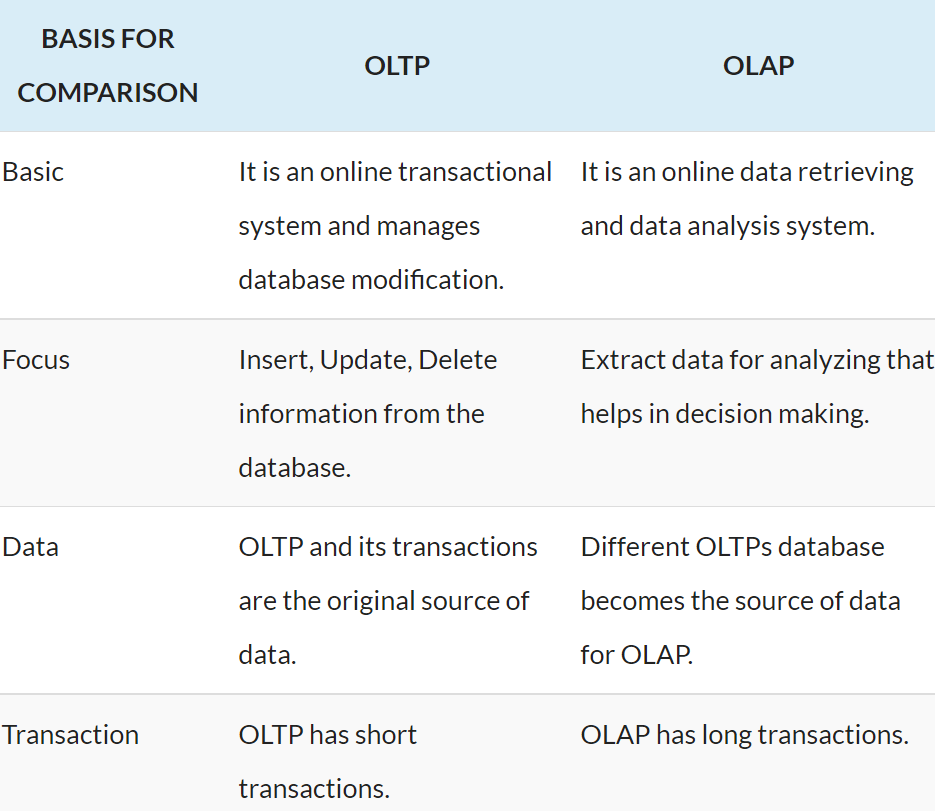 BASIS FOR
COMPARISON
OLTP
OLAP
Basic
It is an online transactional
system and manages
database modification.
It is an online data retrieving
and data analysis system.
Focus
Insert, Update, Delete
information from the
database.
Extract data for analyzing that
helps in decision making.
Data
OLTP and its transactions
are the original source of
data.
Different OLTPs database
becomes the source of data
for OLAP.
Transaction
OLTP has short
transactions.
OLAP has long transactions.